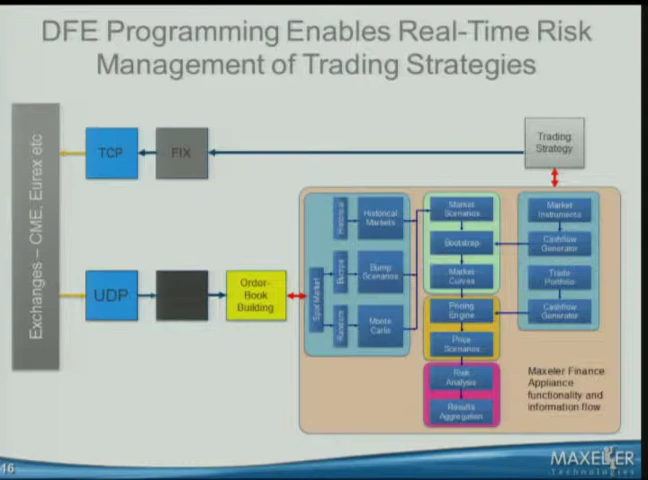 DFE Programming Enables Real-Time Risk
Management of Trading Strategies
Exchanges – CME, Eurex etc
TCP
FIX
Trading
Strategy
UDP
Order-
Book
Building
Spot Market
Historical
Bumps
Random
Historical
Markets
Bump
Scenarios
Monte
Carlo
Market
Scenarios
Bootstrap
Market
Curves
Pricing
Engine
Price
Scenarios
Risk
Analysis
Results
Aggregation
Market
Instruments
Cashflow
Generator
Trade
Portfolio
Cashflow
Generator
Maxeler Finance
Appliance
functionality and
information flow
46
MAXELER
Technologies